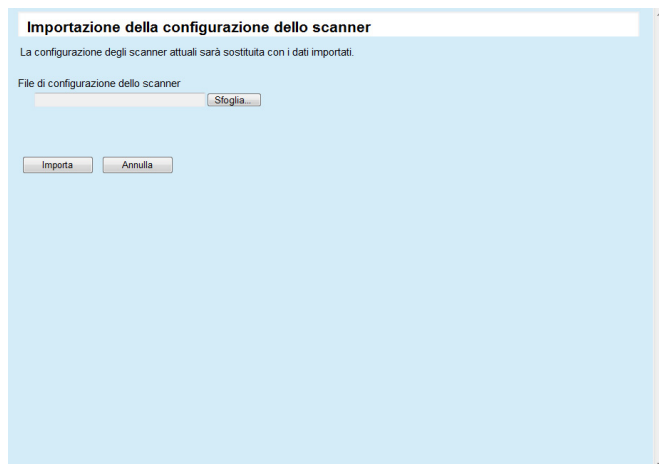 Importazione della configurazione dello scanner
La configurazione degli scanner attuali sarà sostituita con i dati importati.
File di configurazione dello scanner
Sfoglia...
Importa Annulla